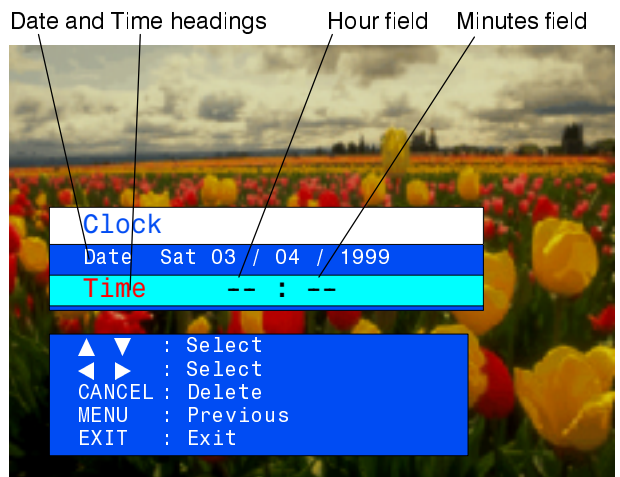 Date and Time headings Hour field Minutes field
Clock
Date Sat 03 / 04 / 1999
Time -- : --
▲ ▼ : Select
◀ ▶ : Select
CANCEL : Delete
MENU : Previous
EXIT : Exit